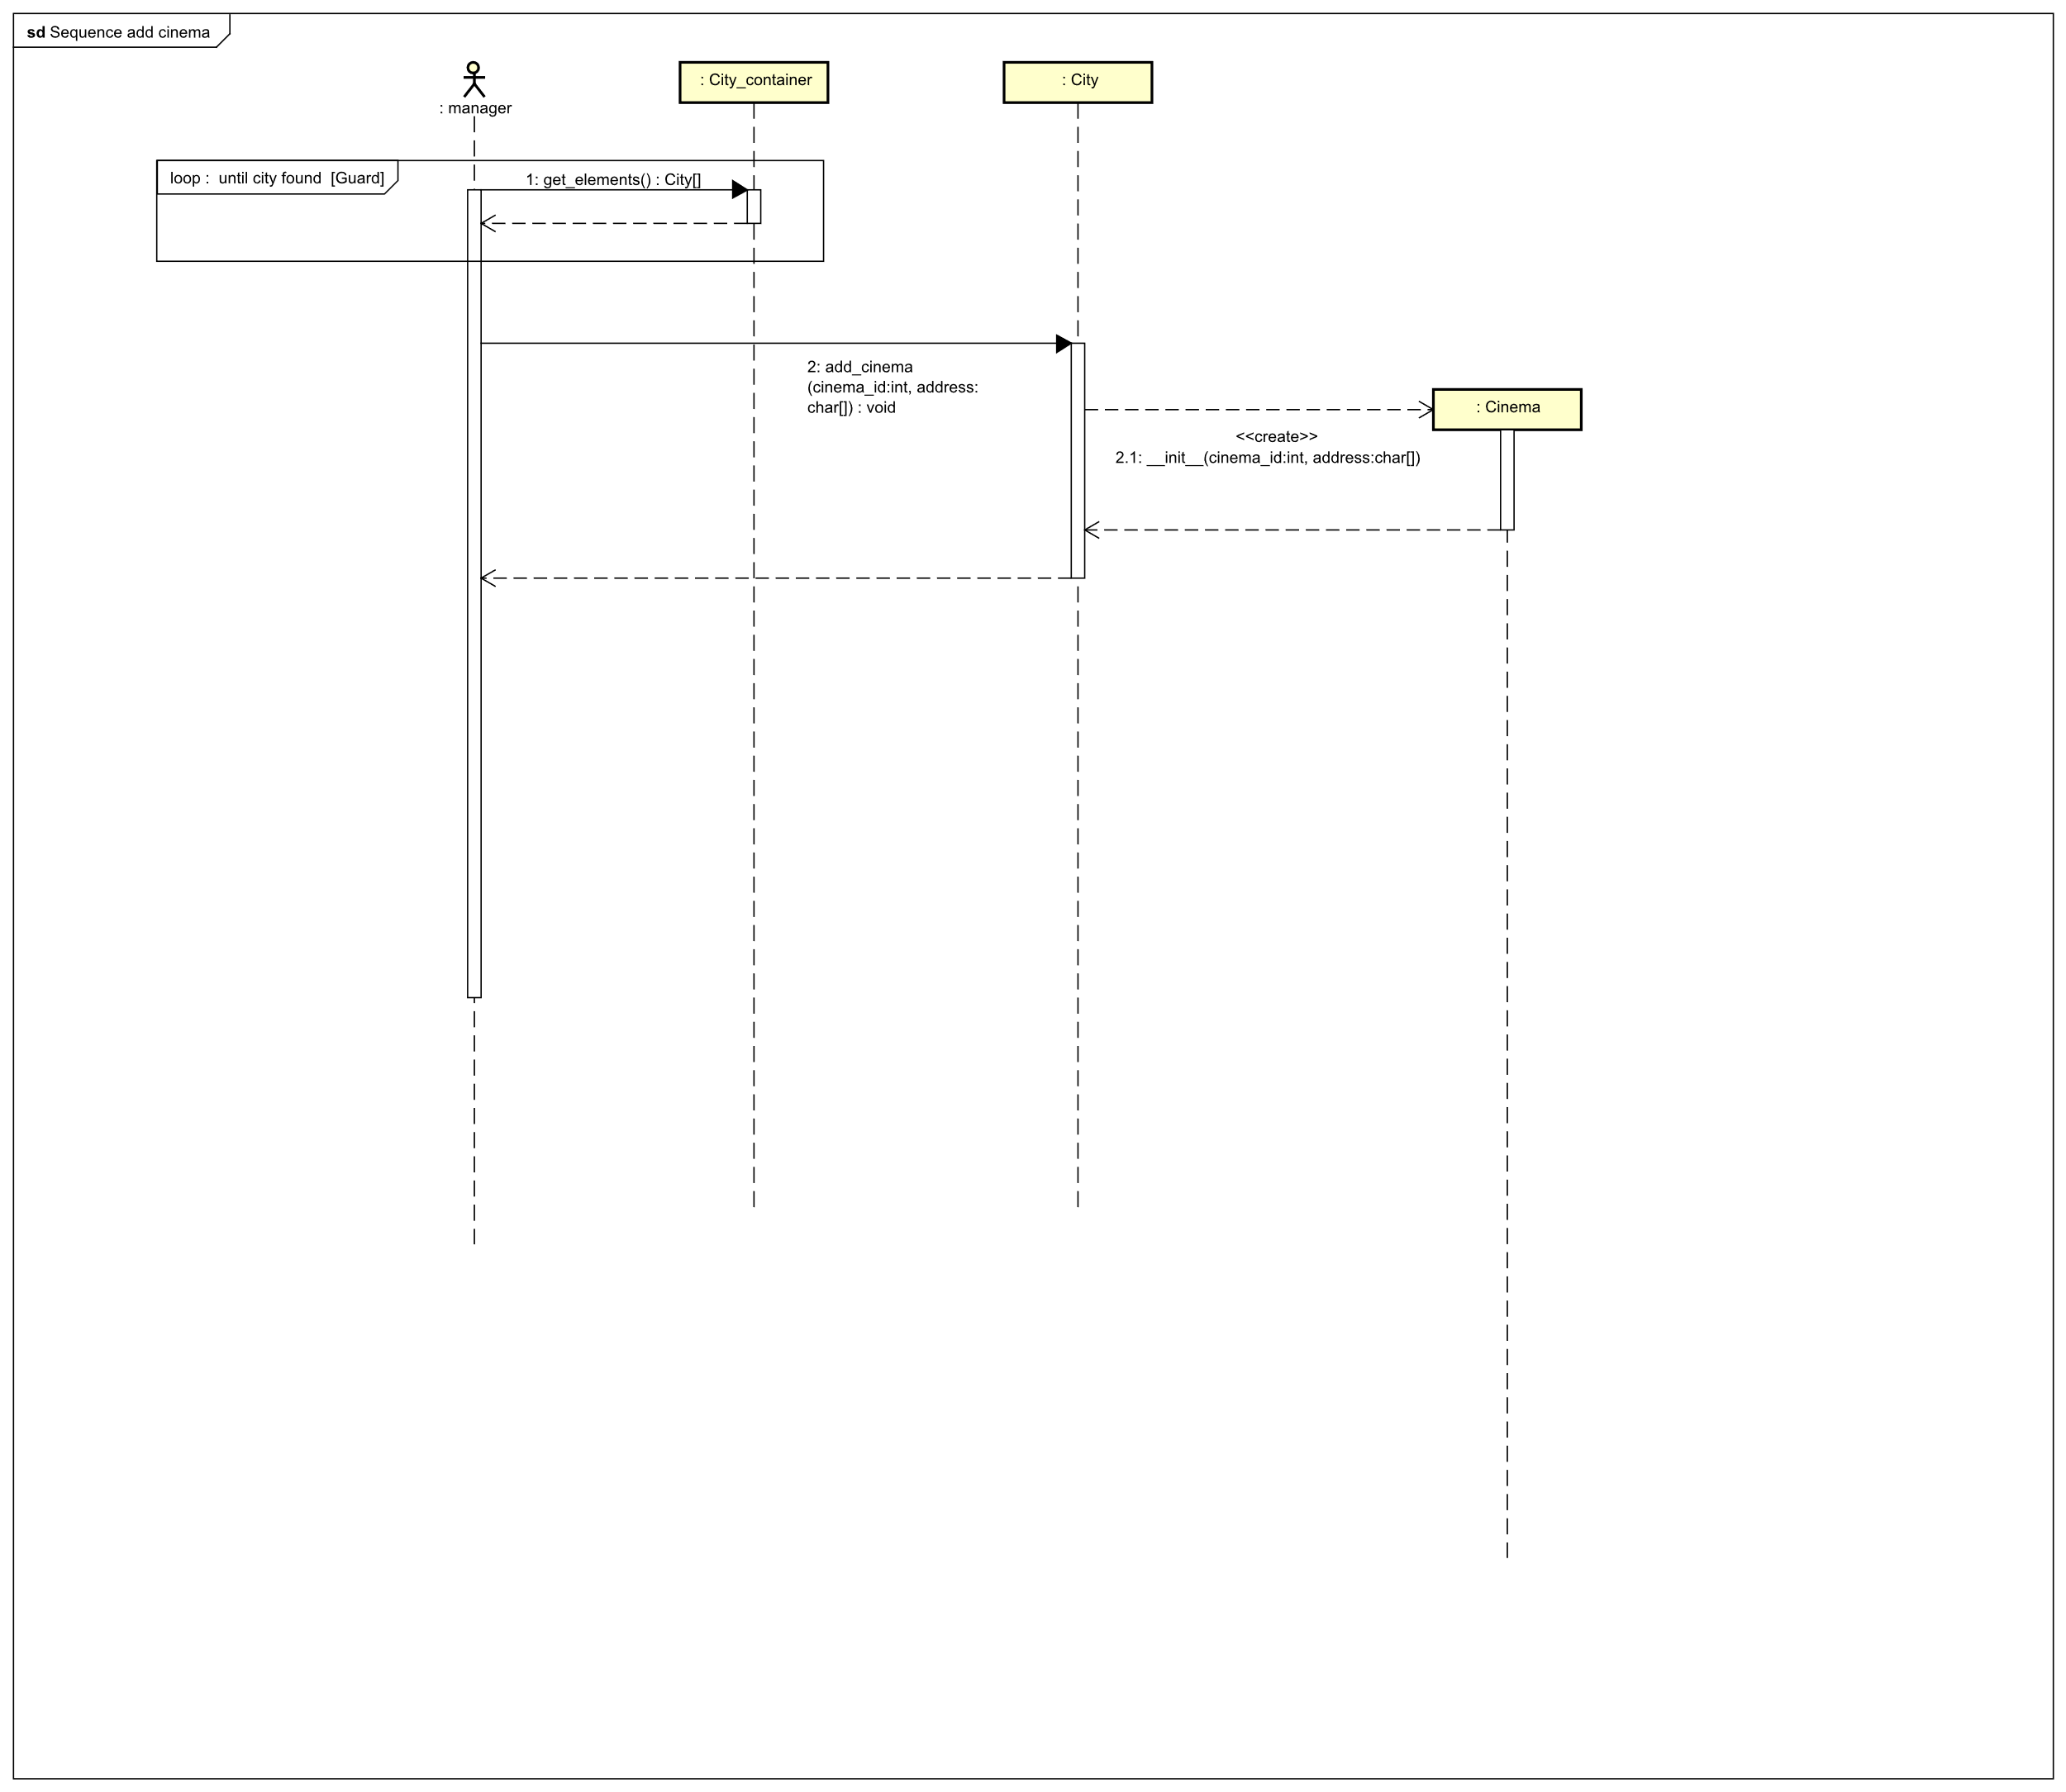 sd Sequence add cinema
: manager
: City_container
: City
loop :  until city found  [Guard]
1: get_elements() : City[]
2: add_cinema
(cinema_id:int, address:
char[]) : void
: Cinema
<<create>>
2.1: __init__(cinema_id:int, address:char[])